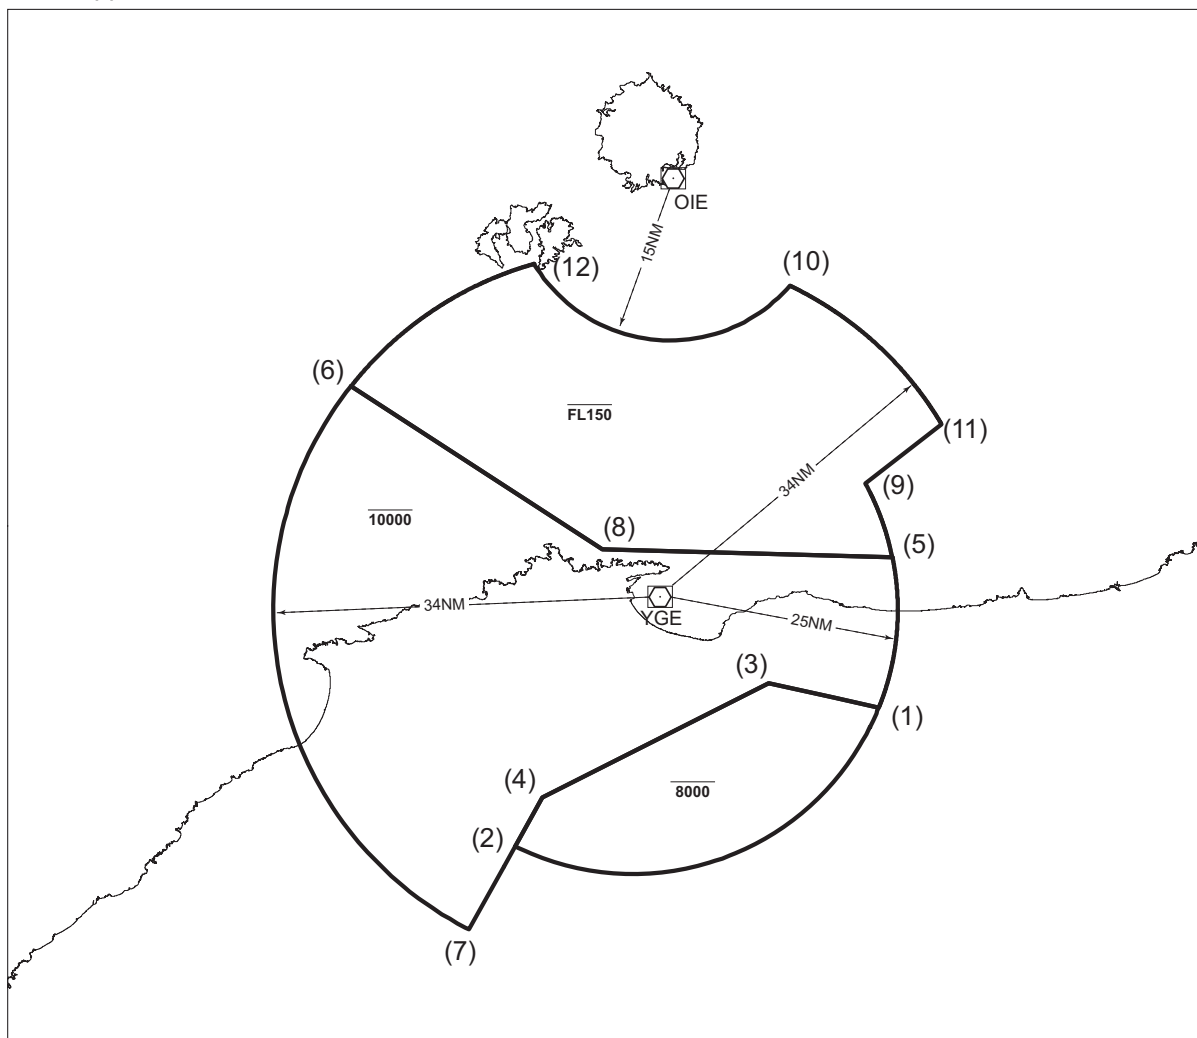 OIE
15NM
(10)
(12)
(6)
FL150
(11)
34NM
(9)
10000
(8)
(5)
34NM
YGE
25NM
(3)
(1)
(4)
8000
(2)
(7)